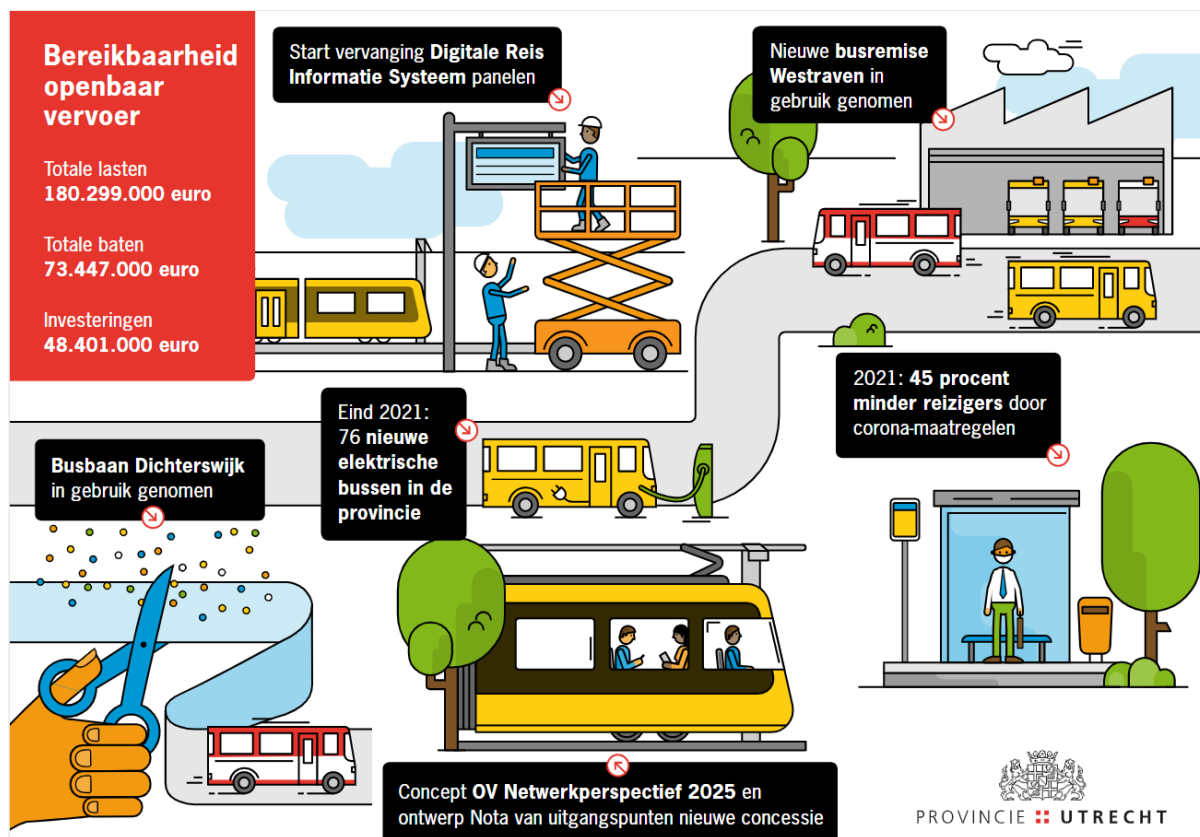 Bereikbaarheid
openbaar
vervoer
Totale lasten
180.299.000 euro
Totale baten
73.447.000 euro
Investeringen
48.401.000 euro
Start vervanging Digitale Reis
Informatie Systeem panelen
Nieuwe busremise
Westraven in
gebruik genomen
Eind 2021:
76 nieuwe
elektrische
bussen in de
provincie
2021: 45 procent
minder reizigers door
corona-maatregelen
Busbaan Dichterswijk
in gebruik genomen
Concept OV Netwerkperspectief 2025 en
ontwerp Nota van uitgangspunten nieuwe concessie
PROVINCIE UTRECHT